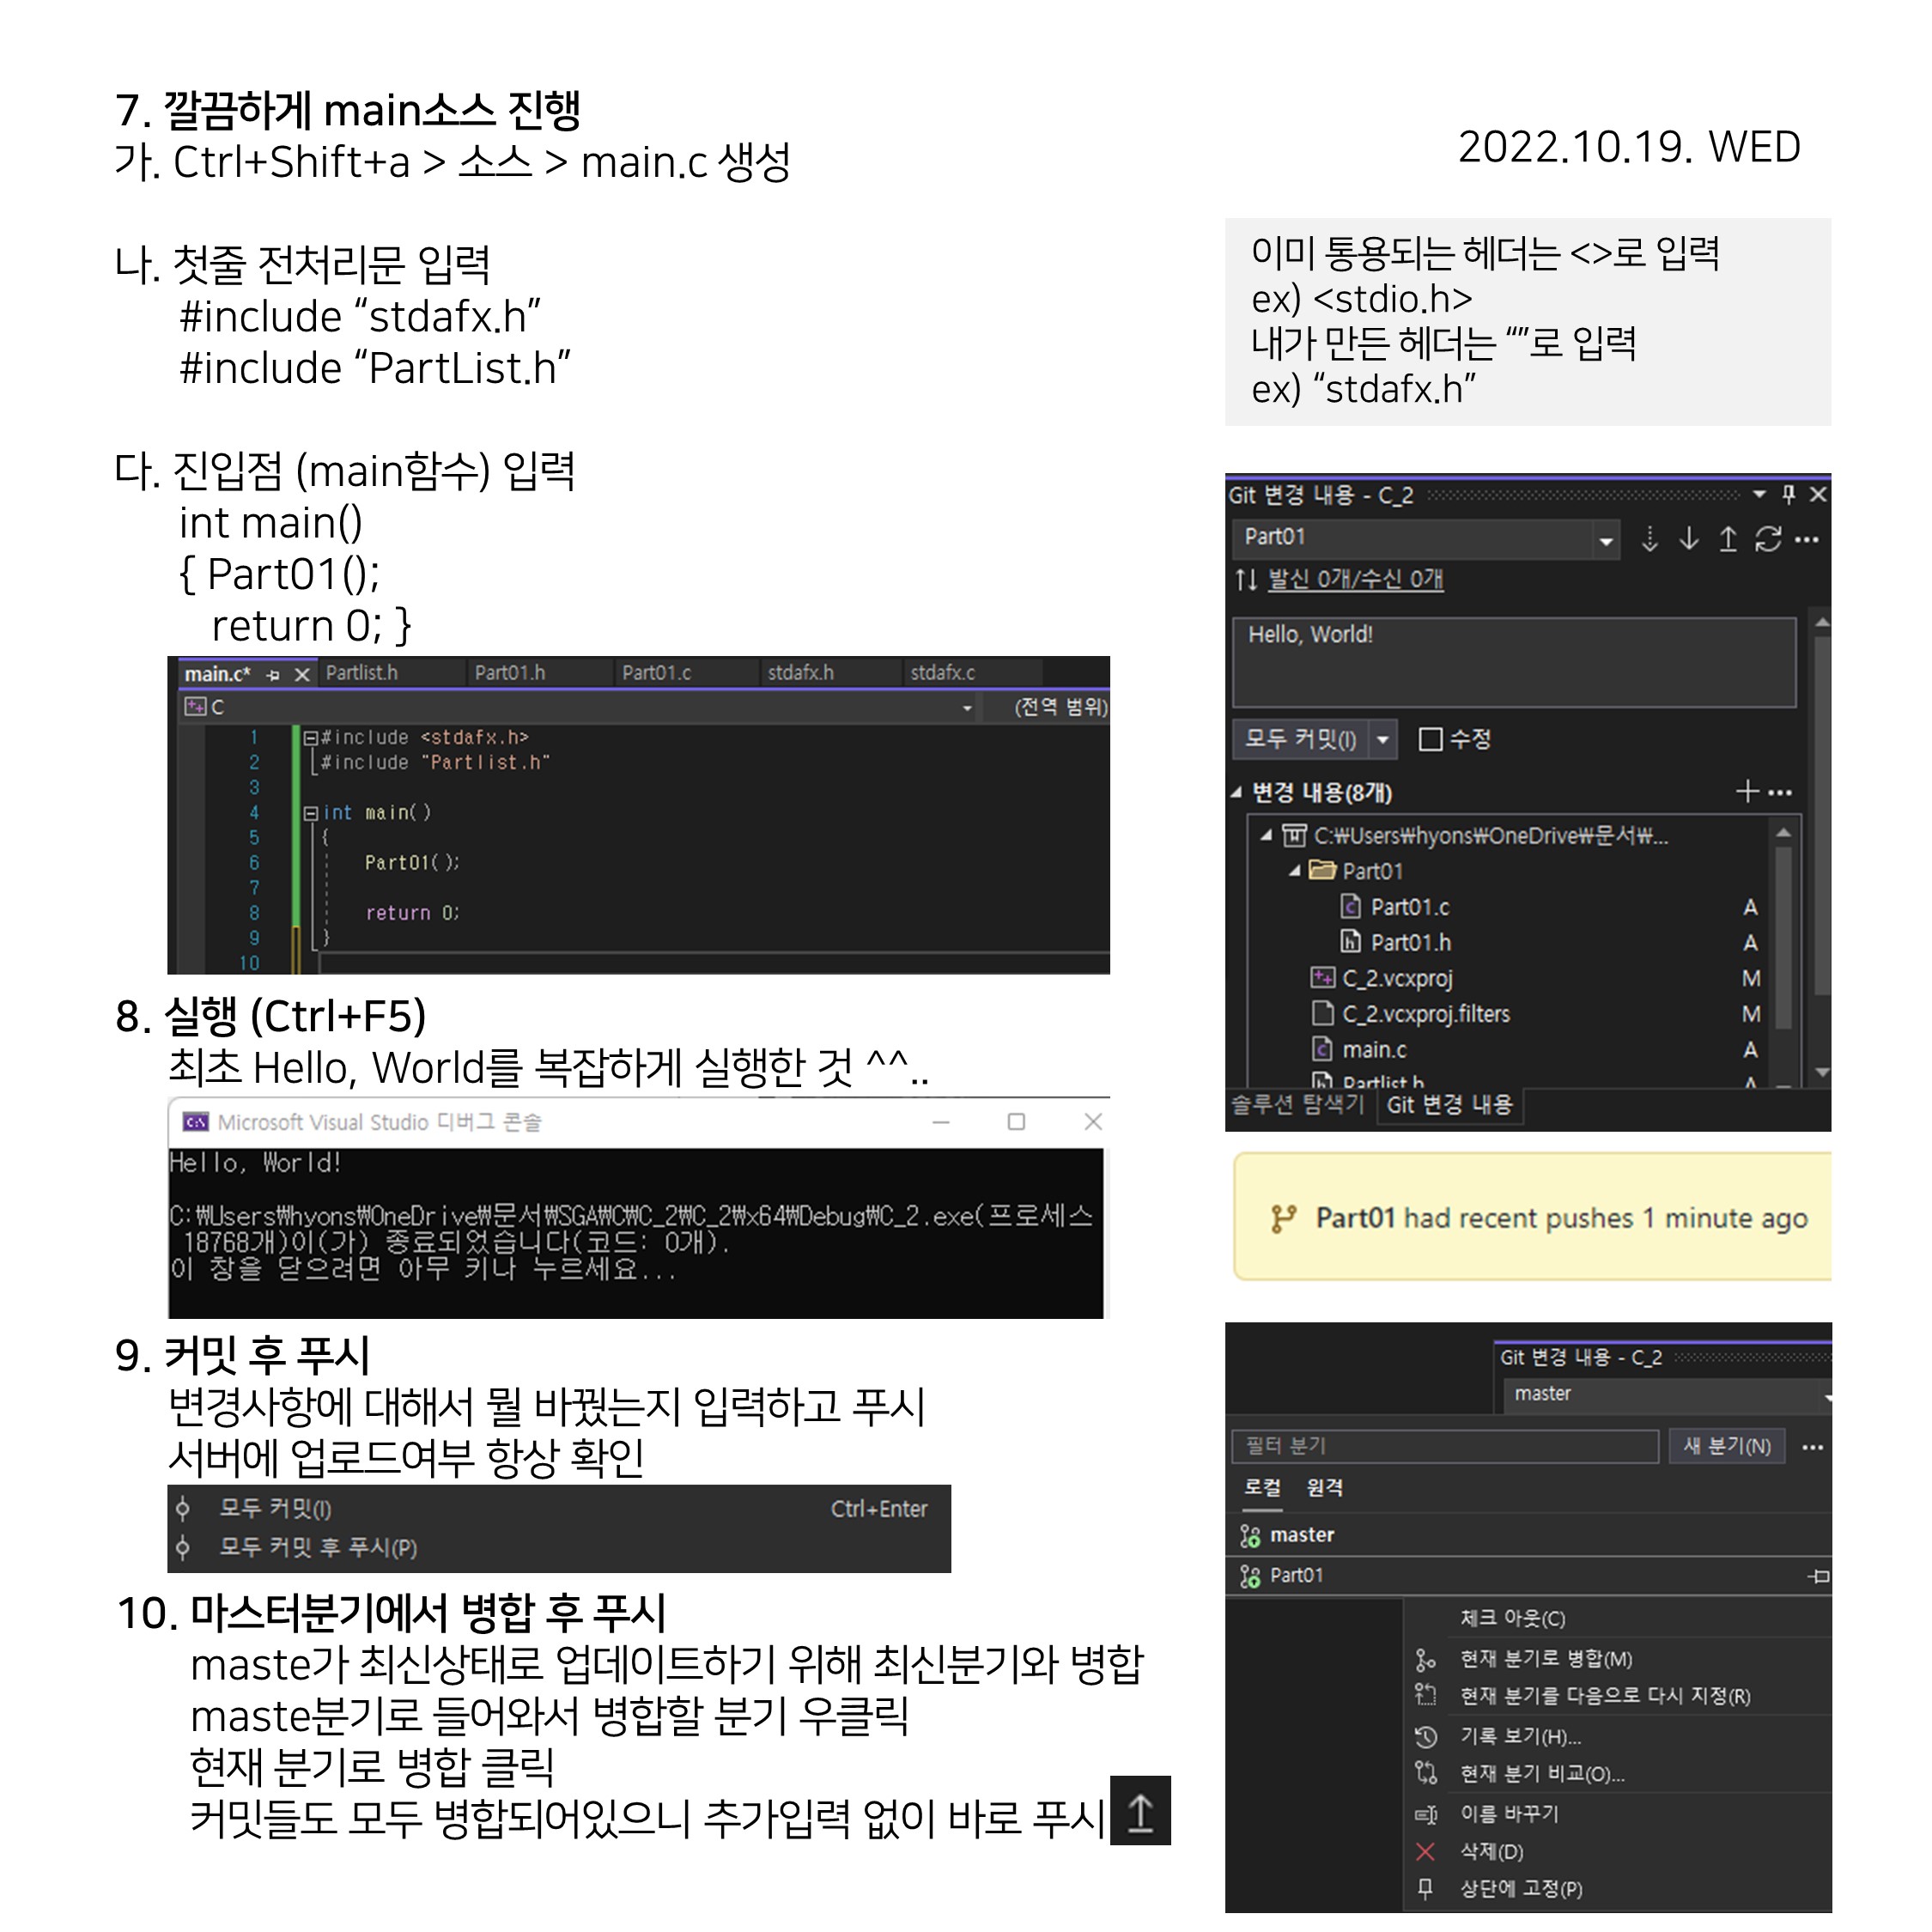 7. 깔끔하게 main소스 진행
가. Ctrl+Shift+a > 소스 > main.c 생성
나. 첫줄 전처리문 입력
#include “stdafx.h”
#include “PartList.h”
다. 진입점 (main함수) 입력
int main()
{ Part01();
return 0; }
main.c* Partlist.h Part01.h Part01.c stdafx.h stdafx.c
C (전역 범위)
1 #include <stdafx.h>
2 #include "Partlist.h"
3
4 int main()
5 {
6 Part01();
7
8 return 0;
9 }
10
8. 실행 (Ctrl+F5)
최초 Hello, World를 복잡하게 실행한 것 ^^..
Microsoft Visual Studio 디버그 콘솔
Hello, World!
C:₩Users₩hyons₩OneDrive₩문서₩SGA₩C₩C_2₩C_2₩x64₩Debug₩C_2.exe(프로세스
18768개)이(가) 종료되었습니다(코드: 0개).
이 창을 닫으려면 아무 키나 누르세요...
9. 커밋 후 푸시
변경사항에 대해서 뭘 바꿨는지 입력하고 푸시
서버에 업로드여부 항상 확인
모두 커밋(I) Ctrl+Enter
모두 커밋 후 푸시(P)
10. 마스터분기에서 병합 후 푸시
maste가 최신상태로 업데이트하기 위해 최신분기와 병합
maste분기로 들어와서 병합할 분기 우클릭
현재 분기로 병합 클릭
커밋들도 모두 병합되어있으니 추가입력 없이 바로 푸시
2022.10.19. WED
이미 통용되는 헤더는 <>로 입력
ex) <stdio.h>
내가 만든 헤더는 “”로 입력
ex) “stdafx.h”
Git 변경 내용 - C_2
Part01
발신 0개/수신 0개
Hello, World!
모두 커밋(I) 수정
변경 내용(8개)
C:₩Users₩hyons₩OneDrive₩문서₩...
Part01
Part01.c A
Part01.h A
C_2.vcxproj M
C_2.vcxproj.filters M
main.c A
Partlist.h A
솔루션 탐색기 Git 변경 내용
Part01 had recent pushes 1 minute ago
Git 변경 내용 - C_2
master
필터 분기 새 분기(N)
로컬 원격
master
Part01
체크 아웃(C)
현재 분기로 병합(M)
현재 분기를 다음으로 다시 지정(R)
기록 보기(H)...
현재 분기 비교(O)...
이름 바꾸기
삭제(D)
상단에 고정(P)